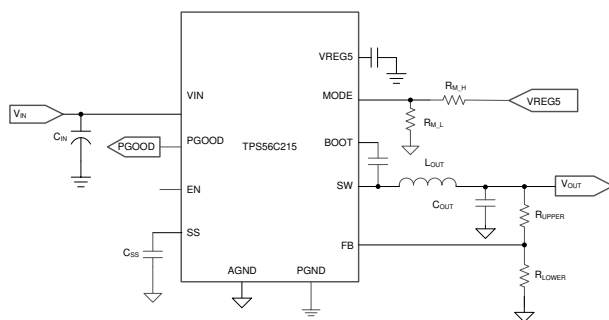 VREG5
VIN
MODE
R_M_H
VREG5
V_IN
C_IN
PGOOD
PGOOD
TPS56C215
R_M_L
BOOT
L_OUT
EN
SW
V_OUT
C_OUT
R_UPPER
C_SS
SS
FB
R_LOWER
AGND
PGND